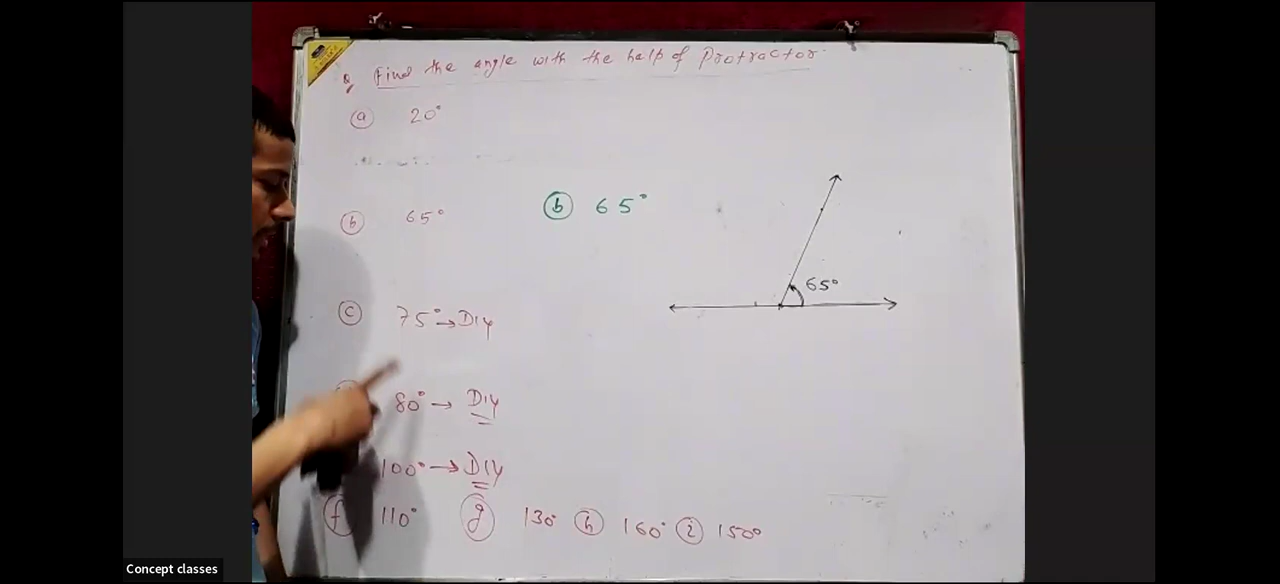 Q Find the angle with the help of Protractor.
(a) 20°
(b) 65°
(b) 65°
65°
(c) 75° → DIY
80° → DIY
100° → DIY
(f) 110° (g) 130° (h) 160° (i) 150°
Concept classes